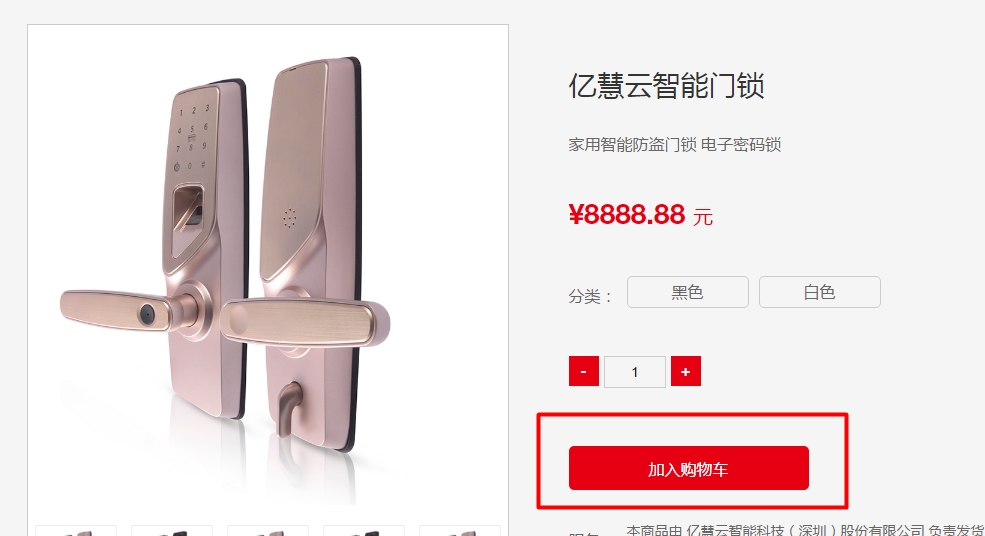 亿慧云智能门锁
家用智能防盗门锁 电子密码锁
¥8888.88 元
分类： 黑色 白色
- 1 +
加入购物车
本商品由 亿慧云智能科技（深圳）股份有限公司 负责发货
1 2 3
4 5 6
7 8 9
0 #